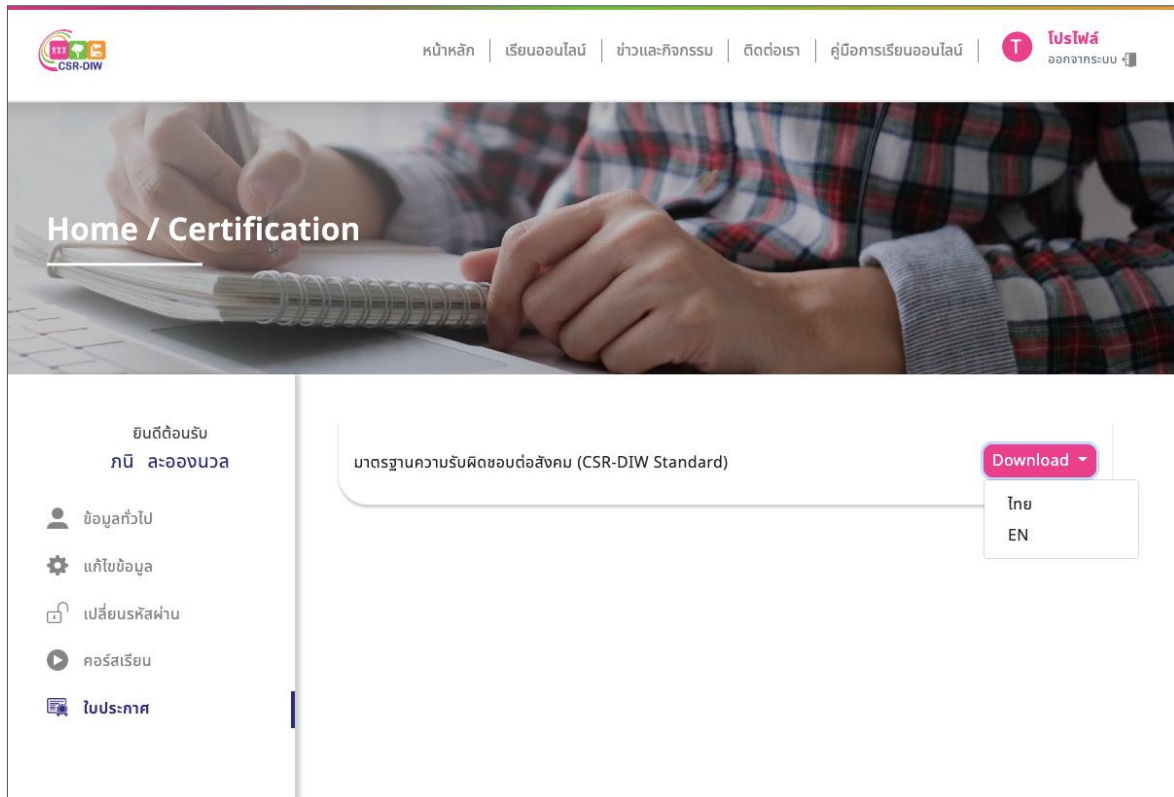 CSR-DIW
หน้าหลัก | เรียนออนไลน์ | ข่าวและกิจกรรม | ติดต่อเรา | คู่มือการเรียนออนไลน์ |
T
โปรไฟล์
ออกจากระบบ
Home / Certification
ยินดีต้อนรับ
ภนิ ละอองนวล
ข้อมูลทั่วไป
แก้ไขข้อมูล
เปลี่ยนรหัสผ่าน
คอร์สเรียน
ใบประกาศ
มาตรฐานความรับผิดชอบต่อสังคม (CSR-DIW Standard)
Download
ไทย
EN